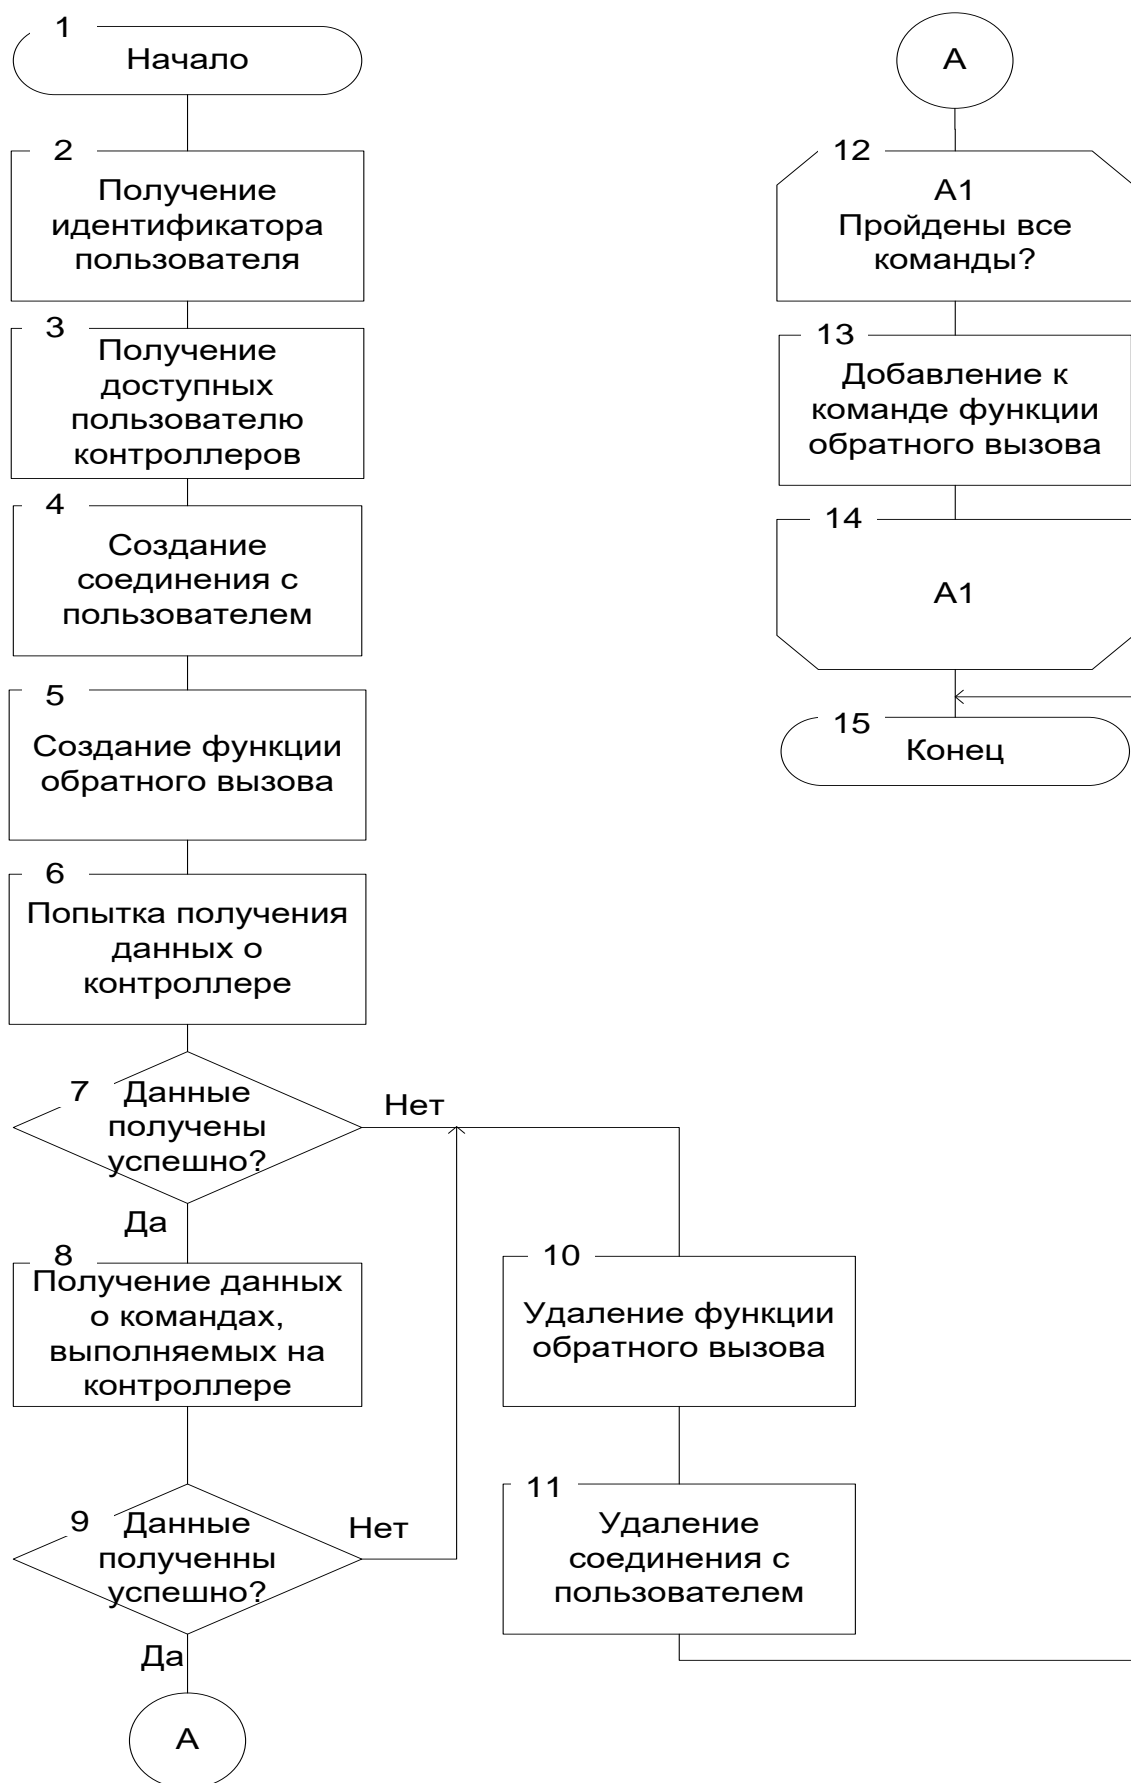 1
Начало
2
Получение
идентификатора
пользователя
3
Получение
доступных
пользователю
контроллеров
4
Создание
соединения с
пользователем
5
Создание функции
обратного вызова
6
Попытка получения
данных о
контроллере
7
Данные
получены
успешно?
Нет
Да
8
Получение данных
о командах,
выполняемых на
контроллере
9
Данные
полученны
успешно?
Нет
Да
А
10
Удаление функции
обратного вызова
11
Удаление
соединения с
пользователем
А
12
А1
Пройдены все
команды?
13
Добавление к
команде функции
обратного вызова
14
А1
15
Конец